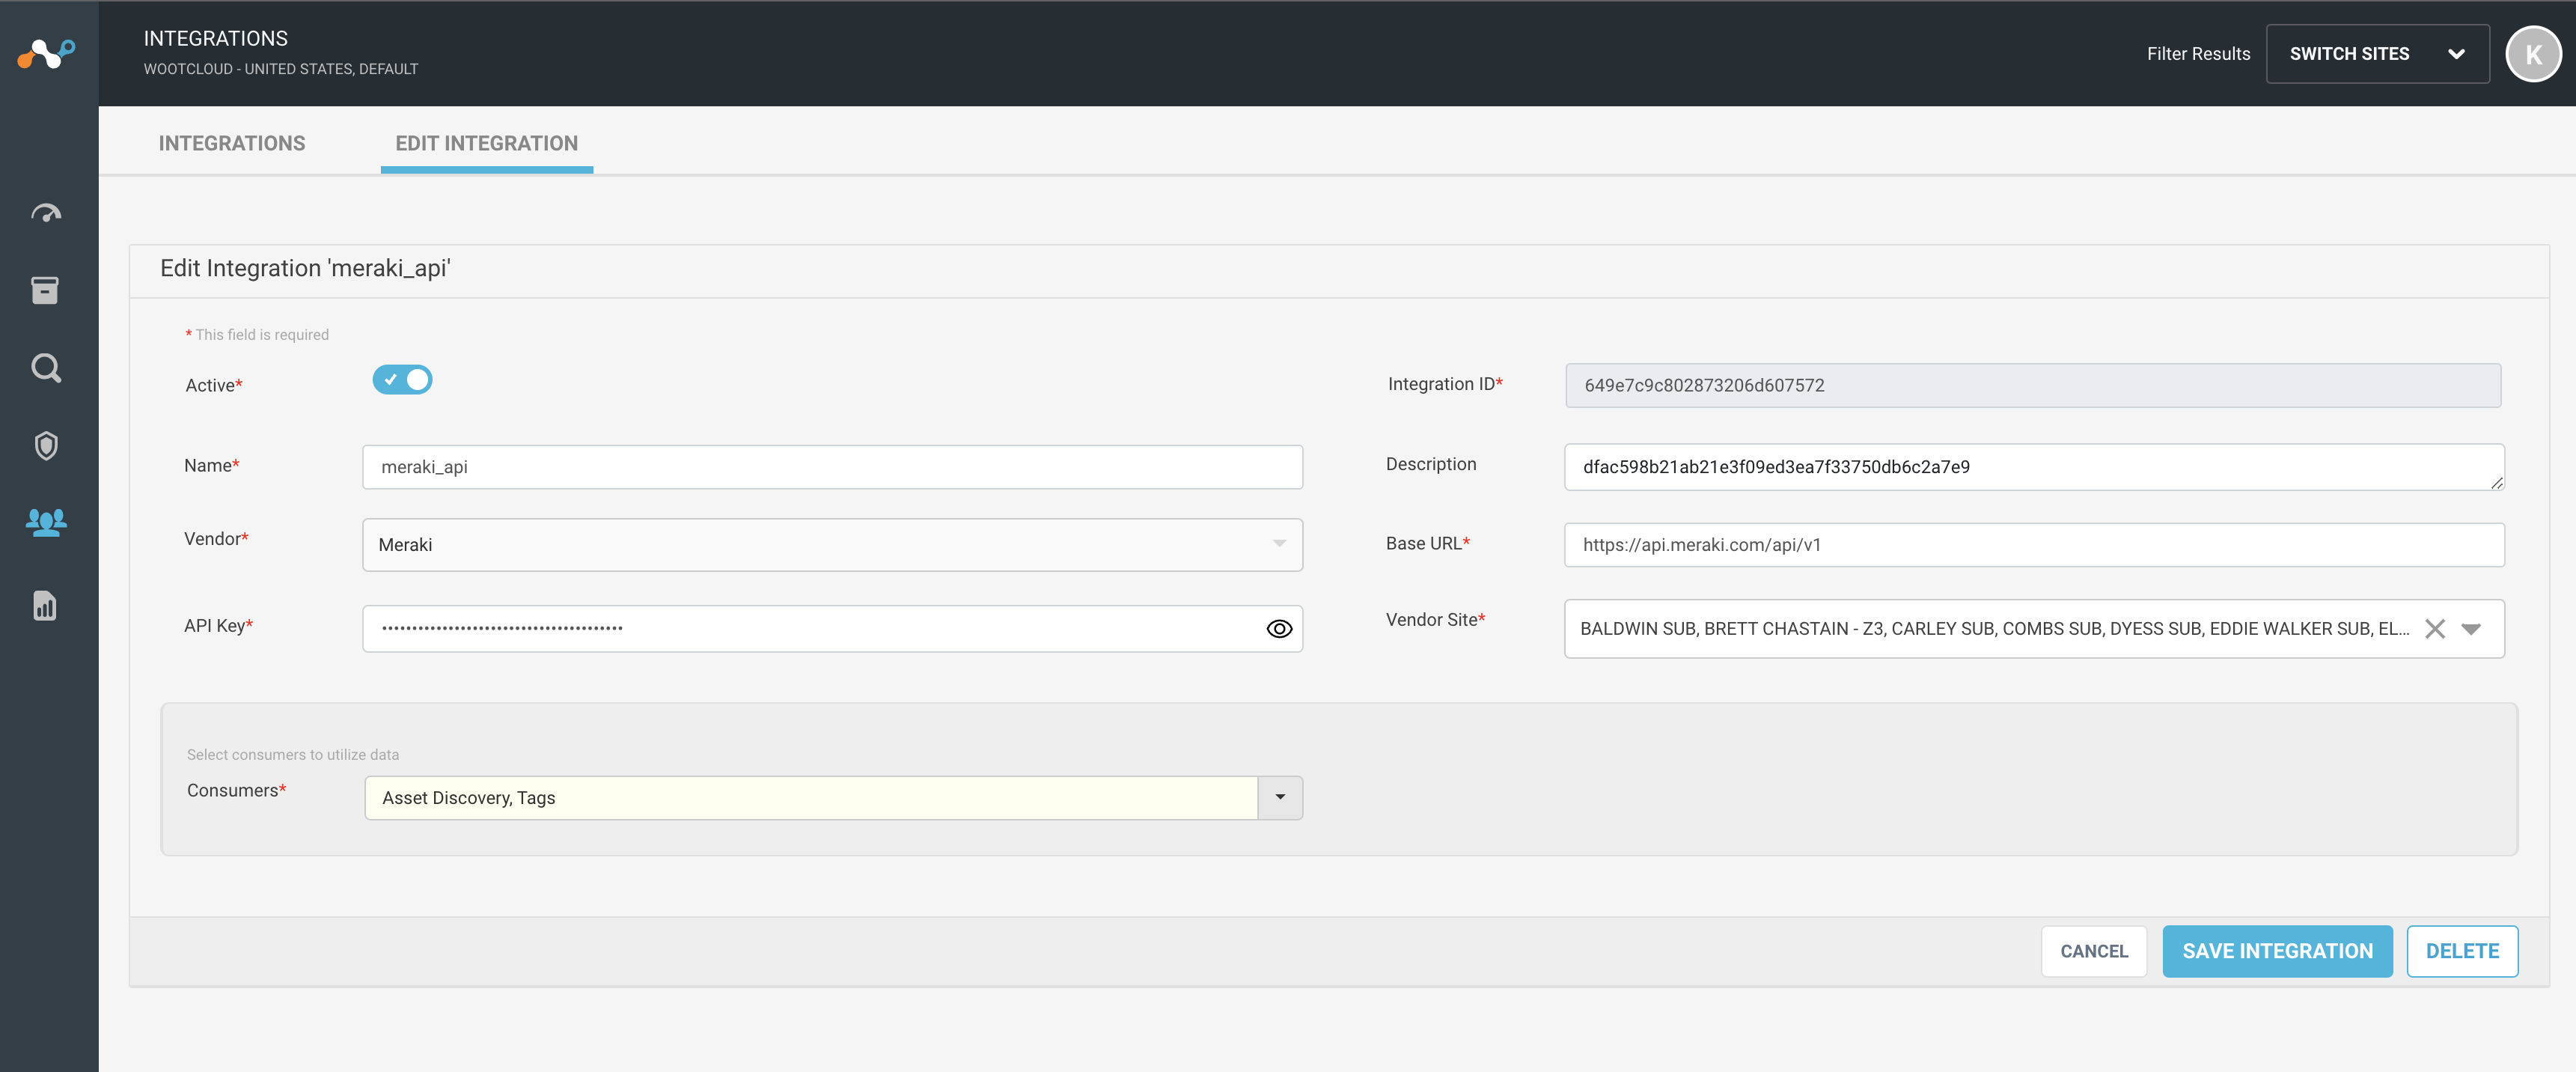 INTEGRATIONS
WOOTCLOUD - UNITED STATES, DEFAULT
Filter Results
SWITCH SITES
K
INTEGRATIONS
EDIT INTEGRATION
Edit Integration 'meraki_api'
* This field is required
Active*
Integration ID*
649e7c9c802873206d607572
Name*
meraki_api
Description
dfac598b21ab21e3f09ed3ea7f33750db6c2a7e9
Vendor*
Meraki
Base URL*
https://api.meraki.com/api/v1
API Key*
••••••••••••••••••••••••••••••••••••••••
Vendor Site*
BALDWIN SUB, BRETT CHASTAIN - Z3, CARLEY SUB, COMBS SUB, DYESS SUB, EDDIE WALKER SUB, EL...
Select consumers to utilize data
Consumers*
Asset Discovery, Tags
CANCEL
SAVE INTEGRATION
DELETE